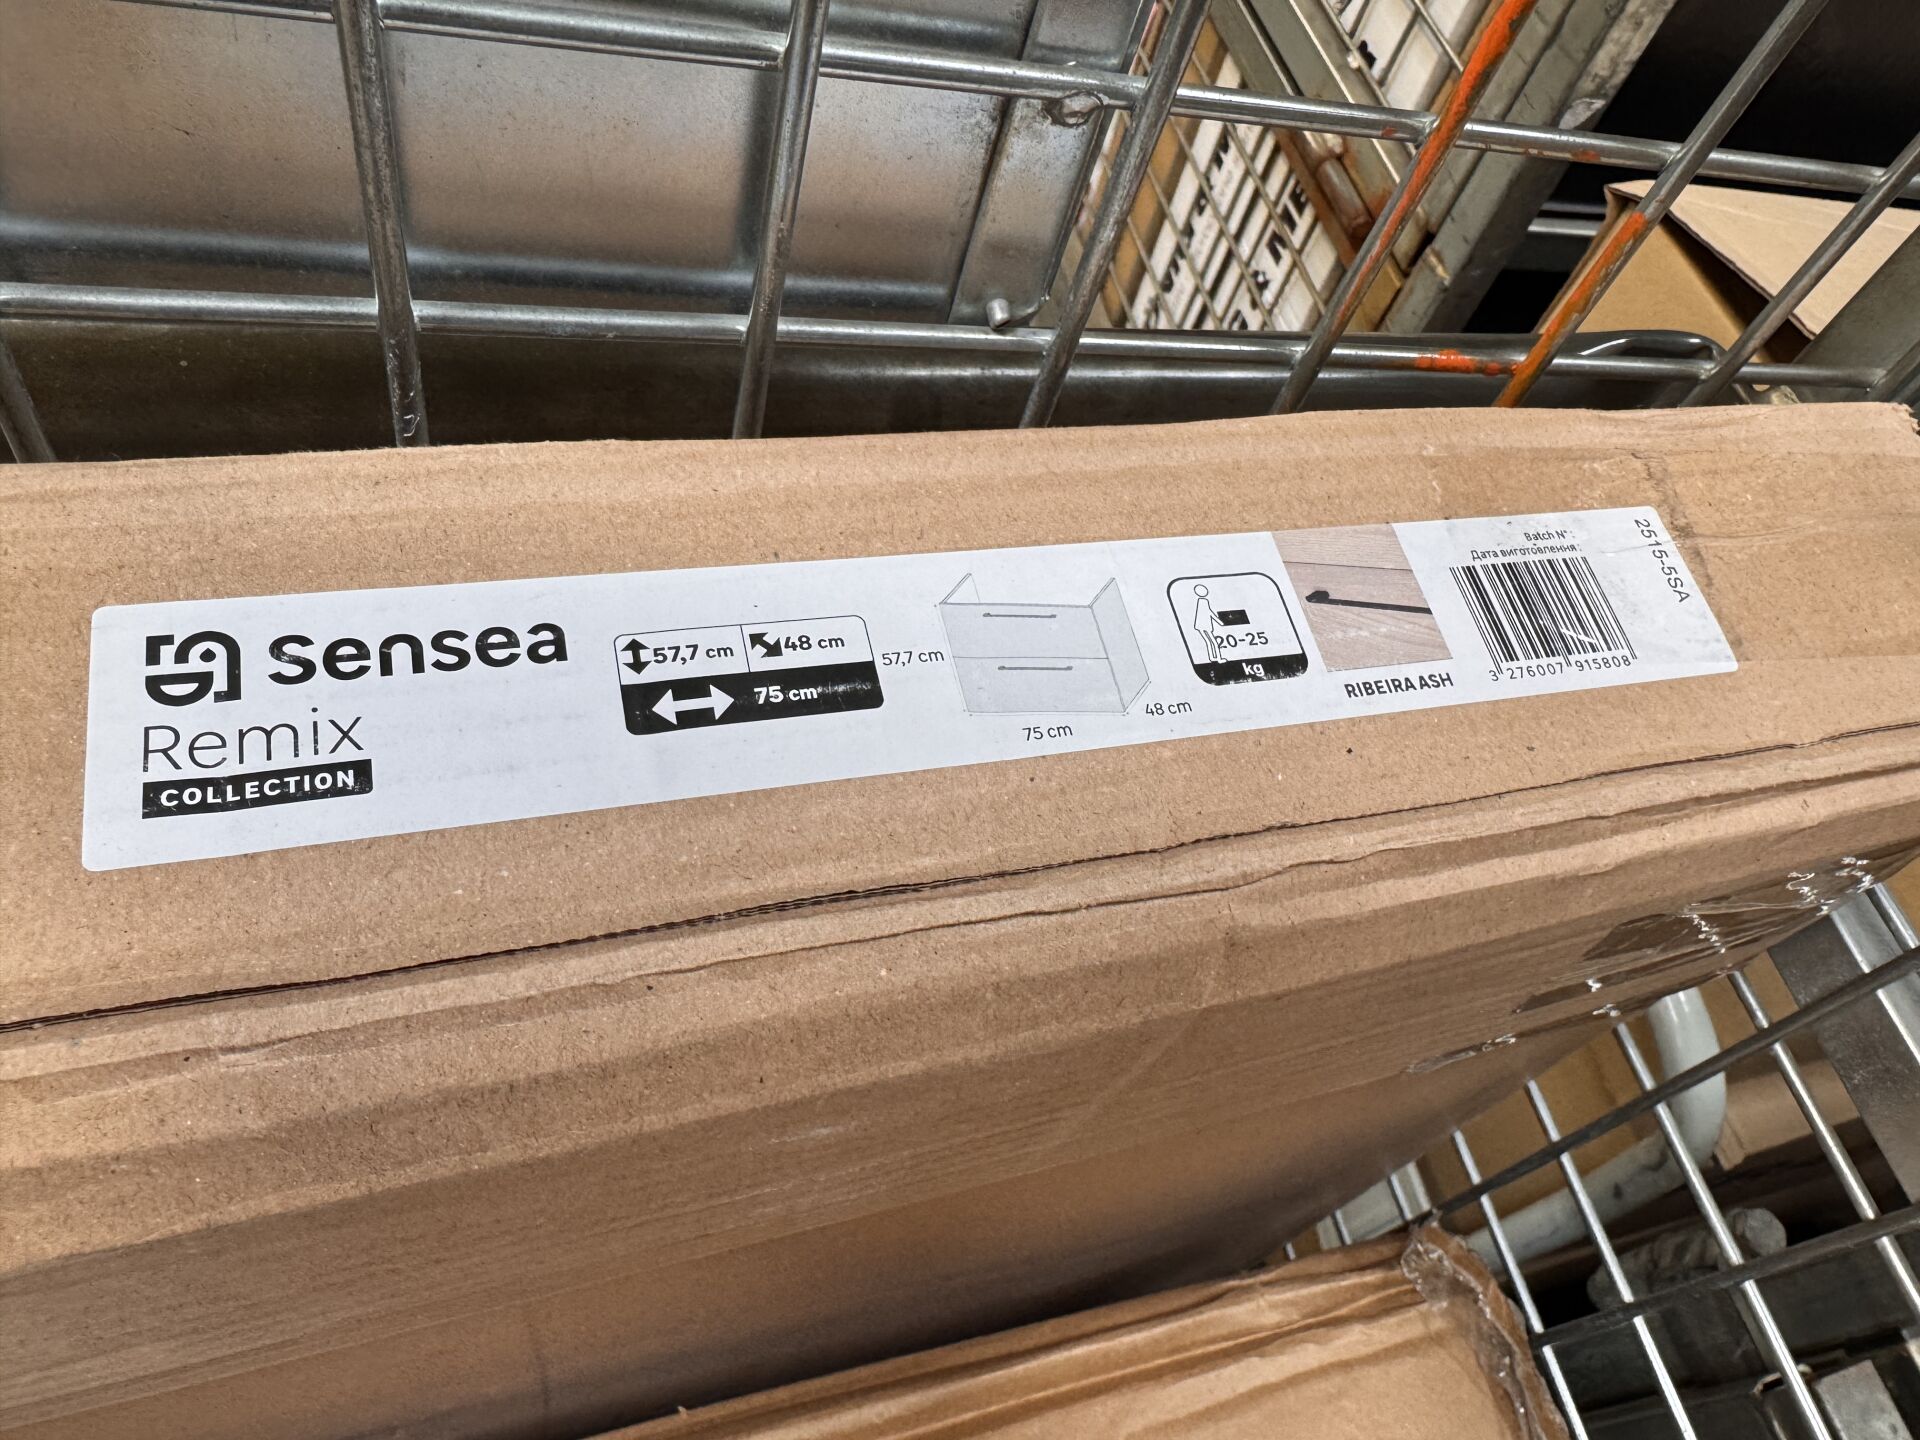 sensea
Remix
COLLECTION
57,7 cm
48 cm
75 cm
57,7 cm
75 cm
48 cm
20-25
kg
RIBEIRA ASH
Batch N° :
Дата виготовлення :
3 276007 915808
2515-5SA